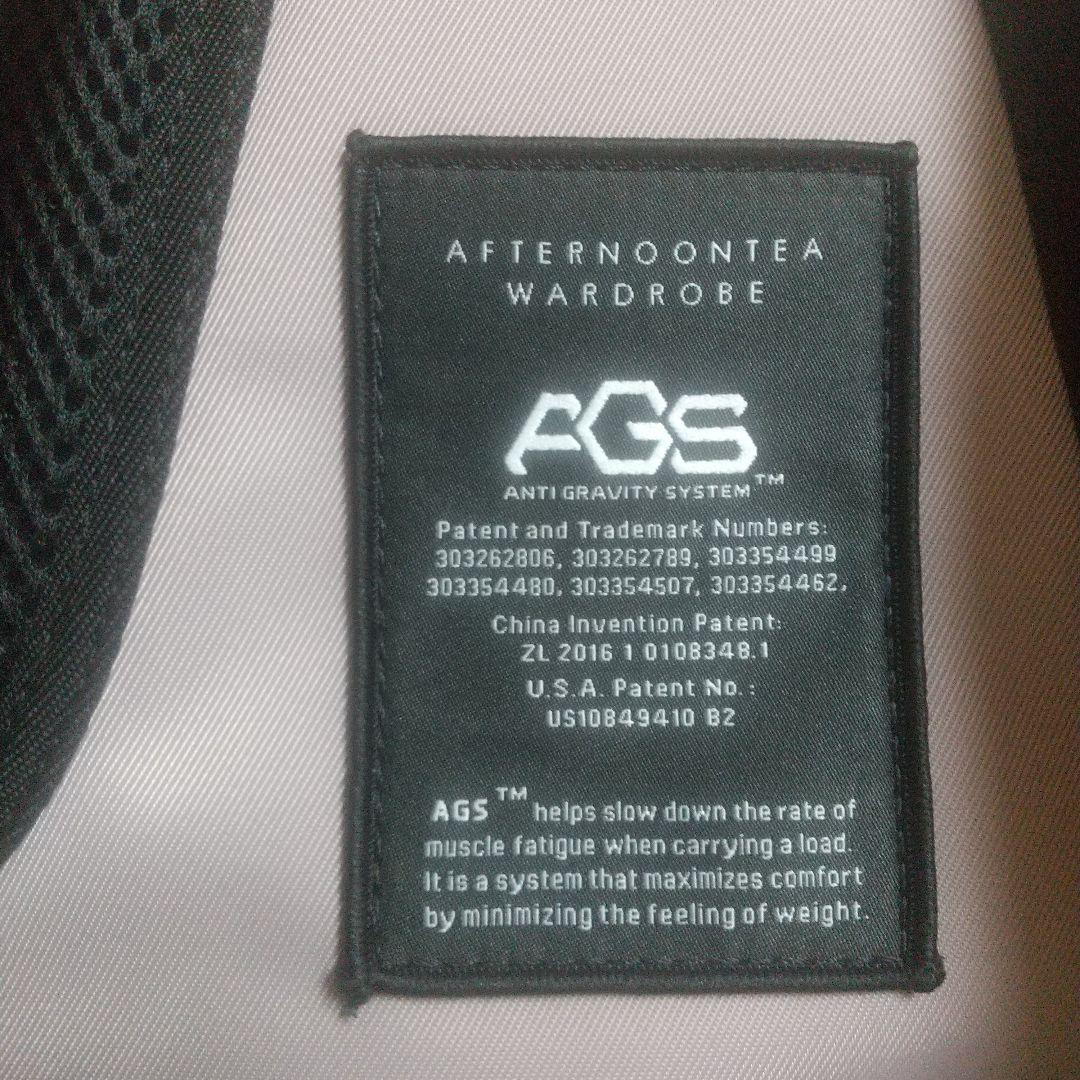 AFTERNOONTEA
WARDROBE
AGS
ANTI GRAVITY SYSTEM™
Patent and Trademark Numbers:
303262806, 303262789, 303354499
303354480, 303354507, 303354462,
China Invention Patent:
ZL 2016 1 0108348.1
U.S.A. Patent No.:
US10849410 B2
AGS™ helps slow down the rate of
muscle fatigue when carrying a load.
It is a system that maximizes comfort
by minimizing the feeling of weight.